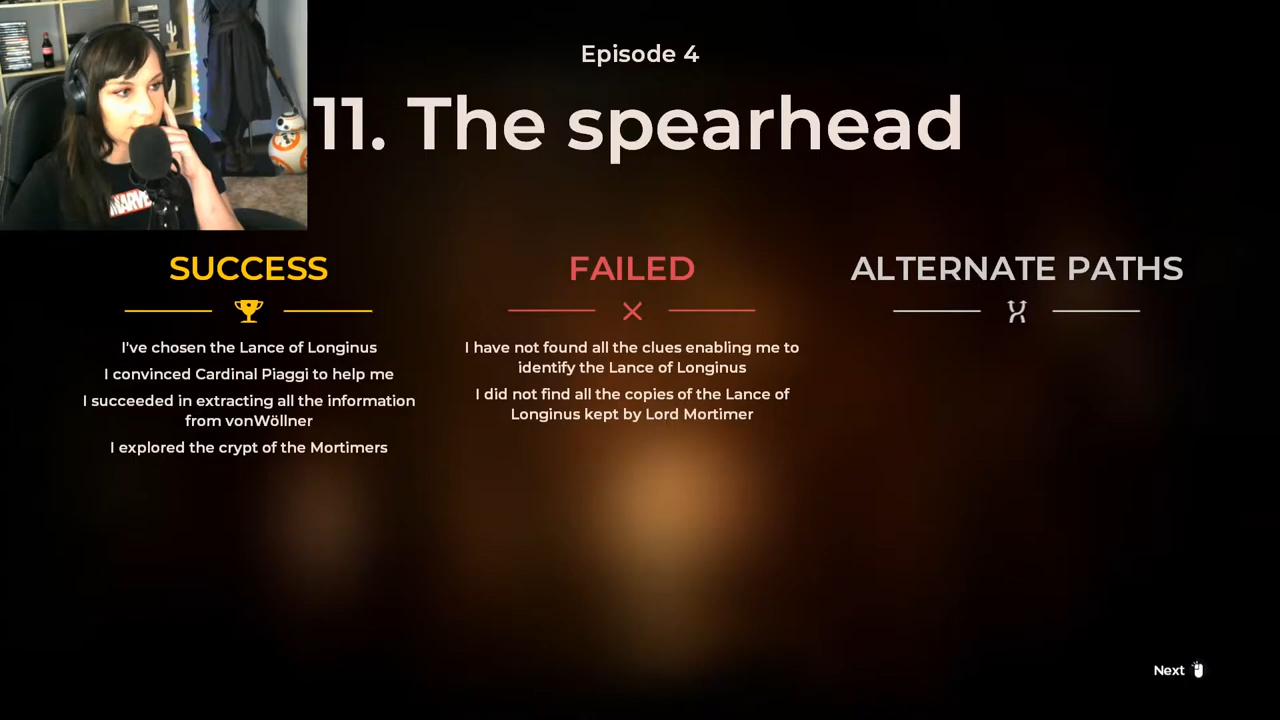 Episode 4
11. The spearhead
MARVE
SUCCESS
I've chosen the Lance of Longinus
I convinced Cardinal Piaggi to help me
I succeeded in extracting all the information
from vonWöllner
I explored the crypt of the Mortimers
FAILED
I have not found all the clues enabling me to
identify the Lance of Longinus
I did not find all the copies of the Lance of
Longinus kept by Lord Mortimer
ALTERNATE PATHS
Next